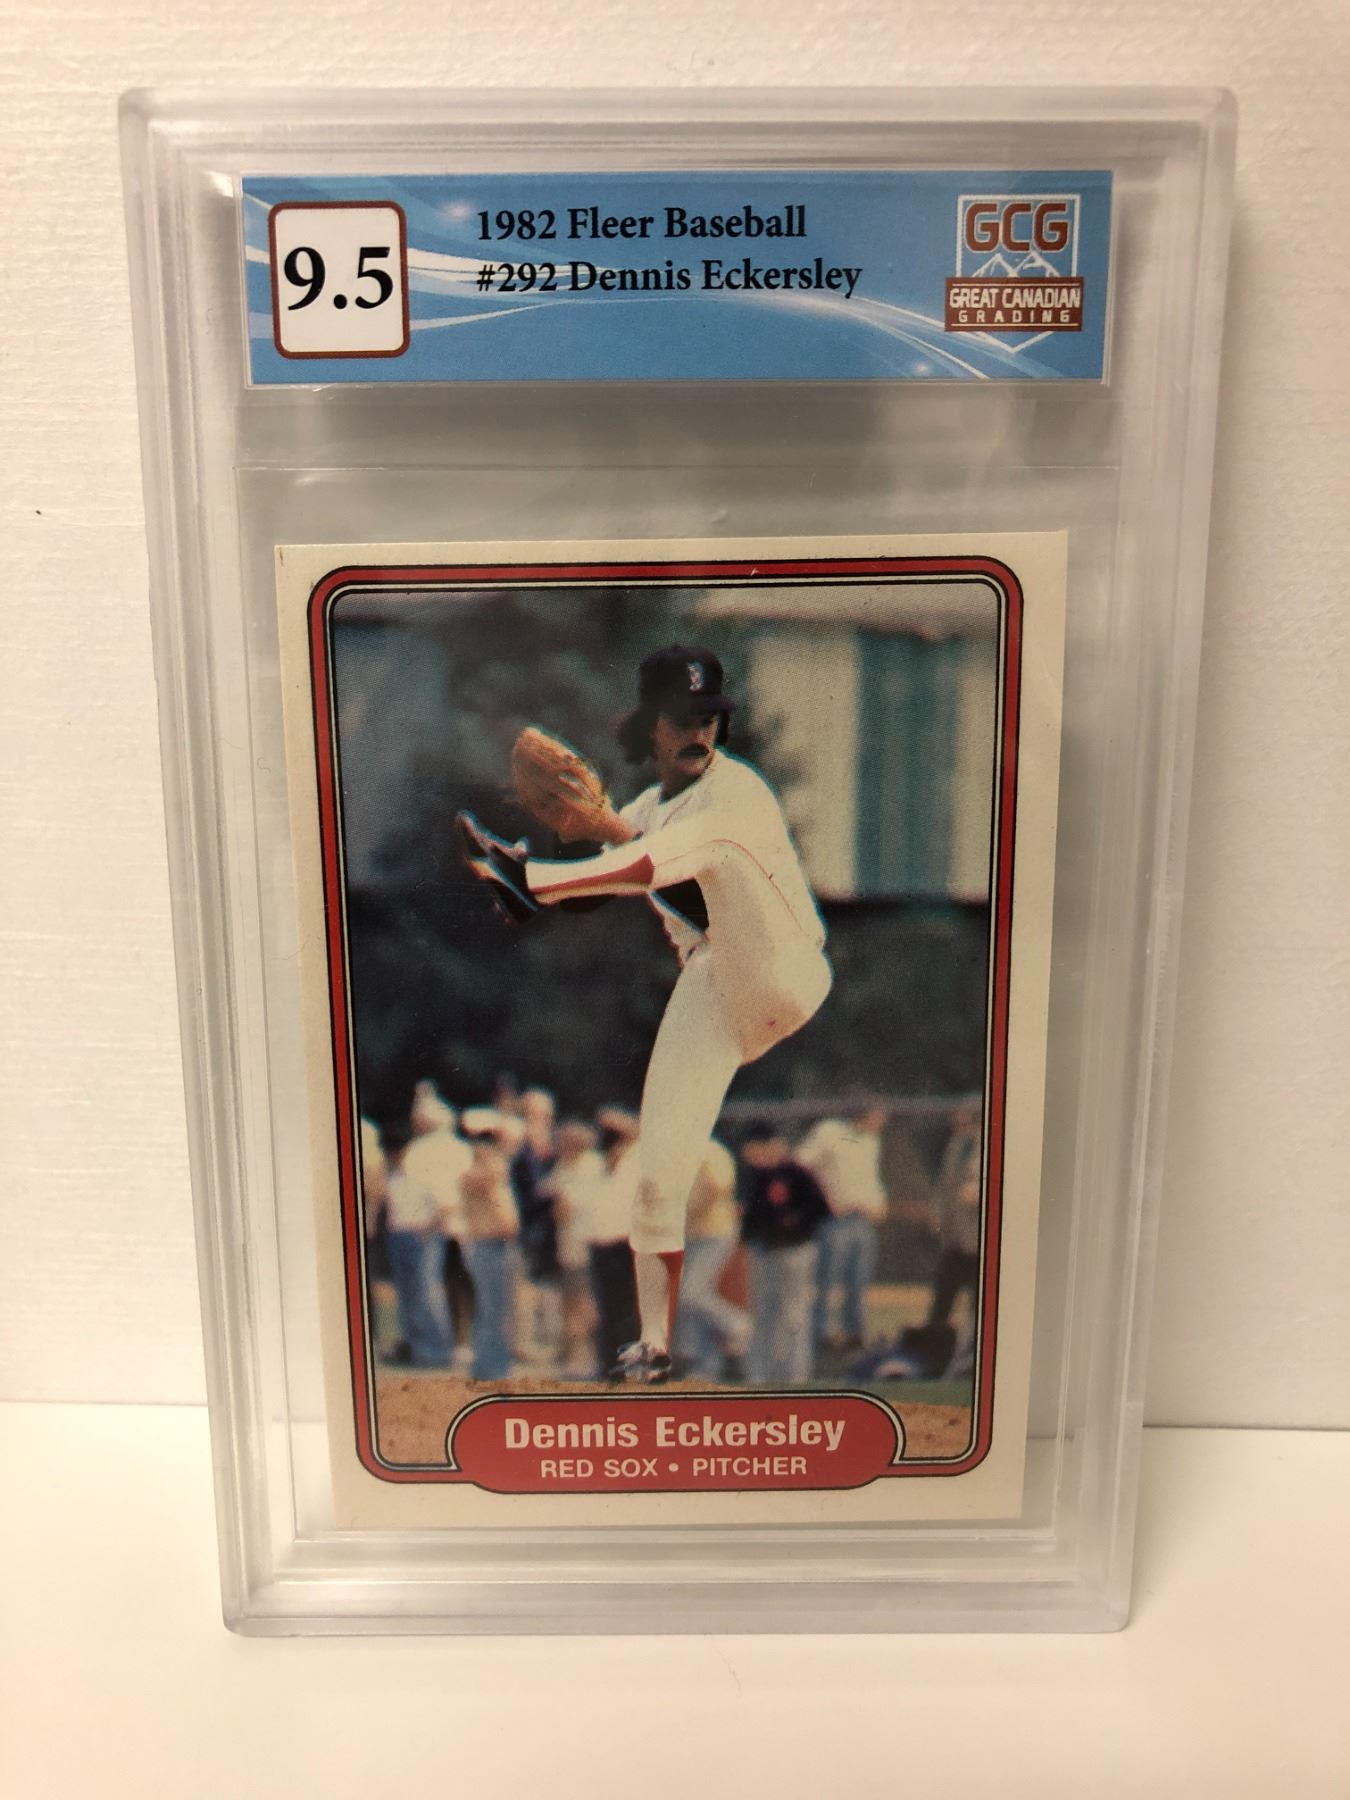 9.5
1982 Fleer Baseball
#292 Dennis Eckersley
GCG
GREAT CANADIAN
GRADING
Dennis Eckersley
RED SOX • PITCHER